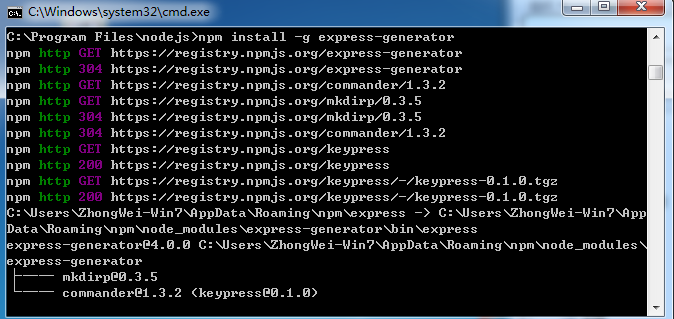 C:\Windows\system32\cmd.exe
C:\Program Files\nodejs>npm install -g express-generator
npm http GET https://registry.npmjs.org/express-generator
npm http 304 https://registry.npmjs.org/express-generator
npm http GET https://registry.npmjs.org/commander/1.3.2
npm http GET https://registry.npmjs.org/mkdirp/0.3.5
npm http 304 https://registry.npmjs.org/mkdirp/0.3.5
npm http 304 https://registry.npmjs.org/commander/1.3.2
npm http GET https://registry.npmjs.org/keypress
npm http 200 https://registry.npmjs.org/keypress
npm http GET https://registry.npmjs.org/keypress/-/keypress-0.1.0.tgz
npm http 200 https://registry.npmjs.org/keypress/-/keypress-0.1.0.tgz
C:\Users\ZhongWei-Win7\AppData\Roaming\npm\express -> C:\Users\ZhongWei-Win7\App
Data\Roaming\npm\node_modules\express-generator\bin\express
express-generator@4.0.0 C:\Users\ZhongWei-Win7\AppData\Roaming\npm\node_modules\
express-generator
├── mkdirp@0.3.5
└── commander@1.3.2 (keypress@0.1.0)